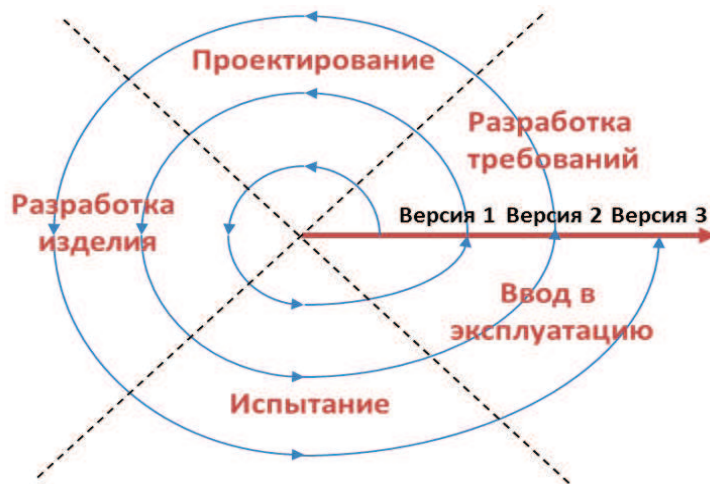 Проектирование
Разработка
требований
Разработка
изделия
Версия 1 Версия 2 Версия 3
Ввод в
эксплуатацию
Испытание